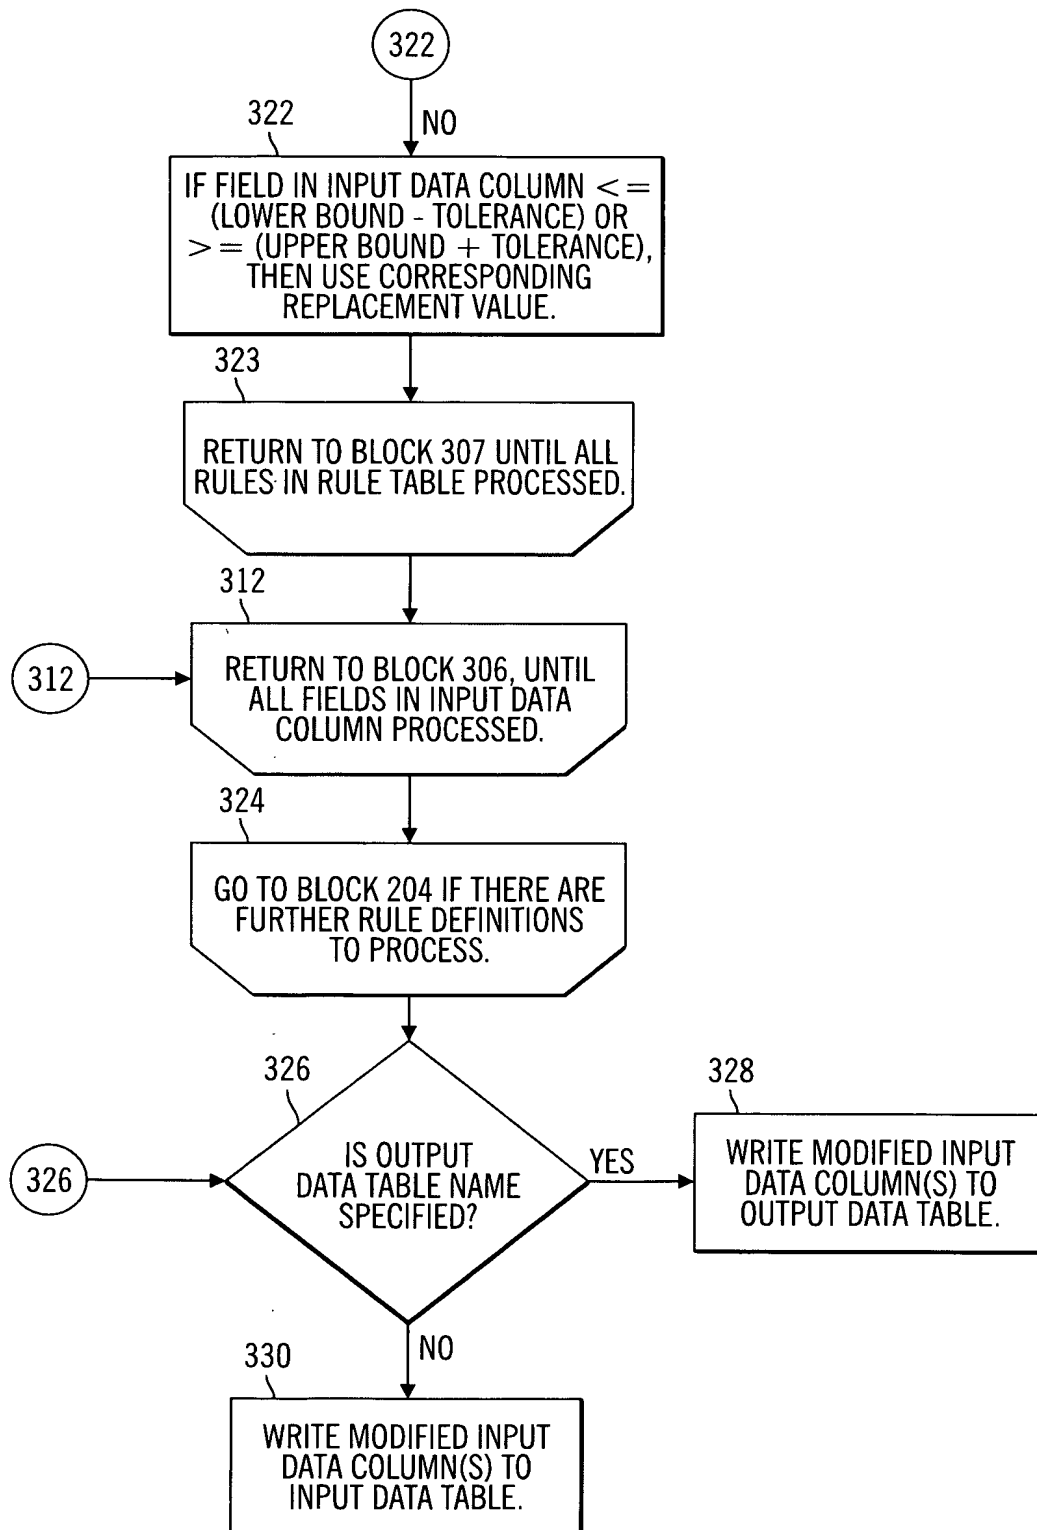 322
NO
322
IF FIELD IN INPUT DATA COLUMN <=
(LOWER BOUND - TOLERANCE) OR
>= (UPPER BOUND + TOLERANCE),
THEN USE CORRESPONDING
REPLACEMENT VALUE.
323
RETURN TO BLOCK 307 UNTIL ALL
RULES IN RULE TABLE PROCESSED.
312
312
RETURN TO BLOCK 306, UNTIL
ALL FIELDS IN INPUT DATA
COLUMN PROCESSED.
324
GO TO BLOCK 204 IF THERE ARE
FURTHER RULE DEFINITIONS
TO PROCESS.
326
326
IS OUTPUT
DATA TABLE NAME
SPECIFIED?
YES
328
WRITE MODIFIED INPUT
DATA COLUMN(S) TO
OUTPUT DATA TABLE.
NO
330
WRITE MODIFIED INPUT
DATA COLUMN(S) TO
INPUT DATA TABLE.